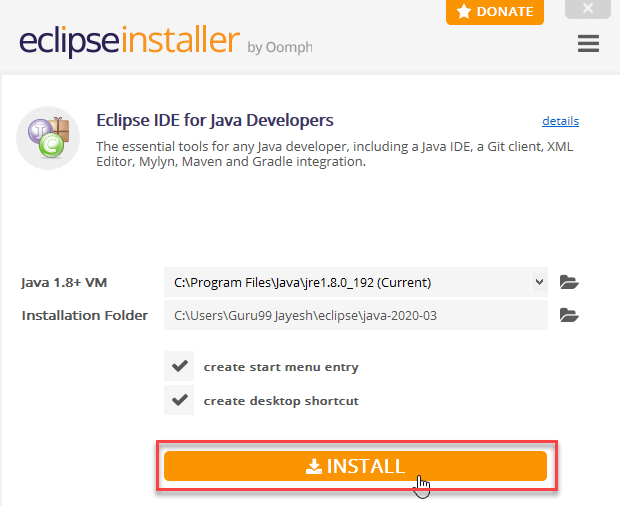 DONATE
eclipseinstaller by Oomph
Eclipse IDE for Java Developers
details
The essential tools for any Java developer, including a Java IDE, a Git client, XML
Editor, Mylyn, Maven and Gradle integration.
Java 1.8+ VM
C:\Program Files\Java\jre1.8.0_192 (Current)
Installation Folder
C:\Users\Guru99 Jayesh\eclipse\java-2020-03
create start menu entry
create desktop shortcut
INSTALL